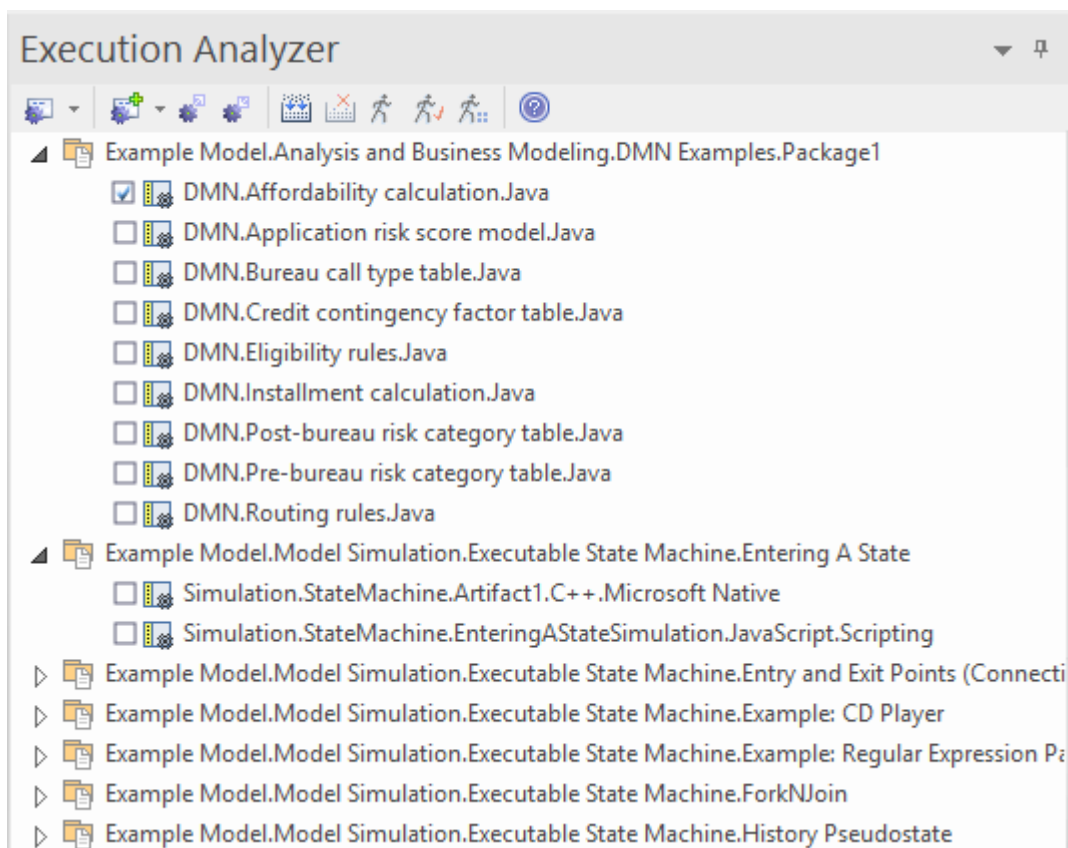 Execution Analyzer
Example Model.Analysis and Business Modeling.DMN Examples.Package1
DMN.Affordability calculation.Java
DMN.Application risk score model.Java
DMN.Bureau call type table.Java
DMN.Credit contingency factor table.Java
DMN.Eligibility rules.Java
DMN.Installment calculation.Java
DMN.Post-bureau risk category table.Java
DMN.Pre-bureau risk category table.Java
DMN.Routing rules.Java
Example Model.Model Simulation.Executable State Machine.Entering A State
Simulation.StateMachine.Artifact1.C++.Microsoft Native
Simulation.StateMachine.EnteringAStateSimulation.JavaScript.Scripting
Example Model.Model Simulation.Executable State Machine.Entry and Exit Points (Connecti
Example Model.Model Simulation.Executable State Machine.Example: CD Player
Example Model.Model Simulation.Executable State Machine.Example: Regular Expression Pa
Example Model.Model Simulation.Executable State Machine.ForkNJoin
Example Model.Model Simulation.Executable State Machine.History Pseudostate